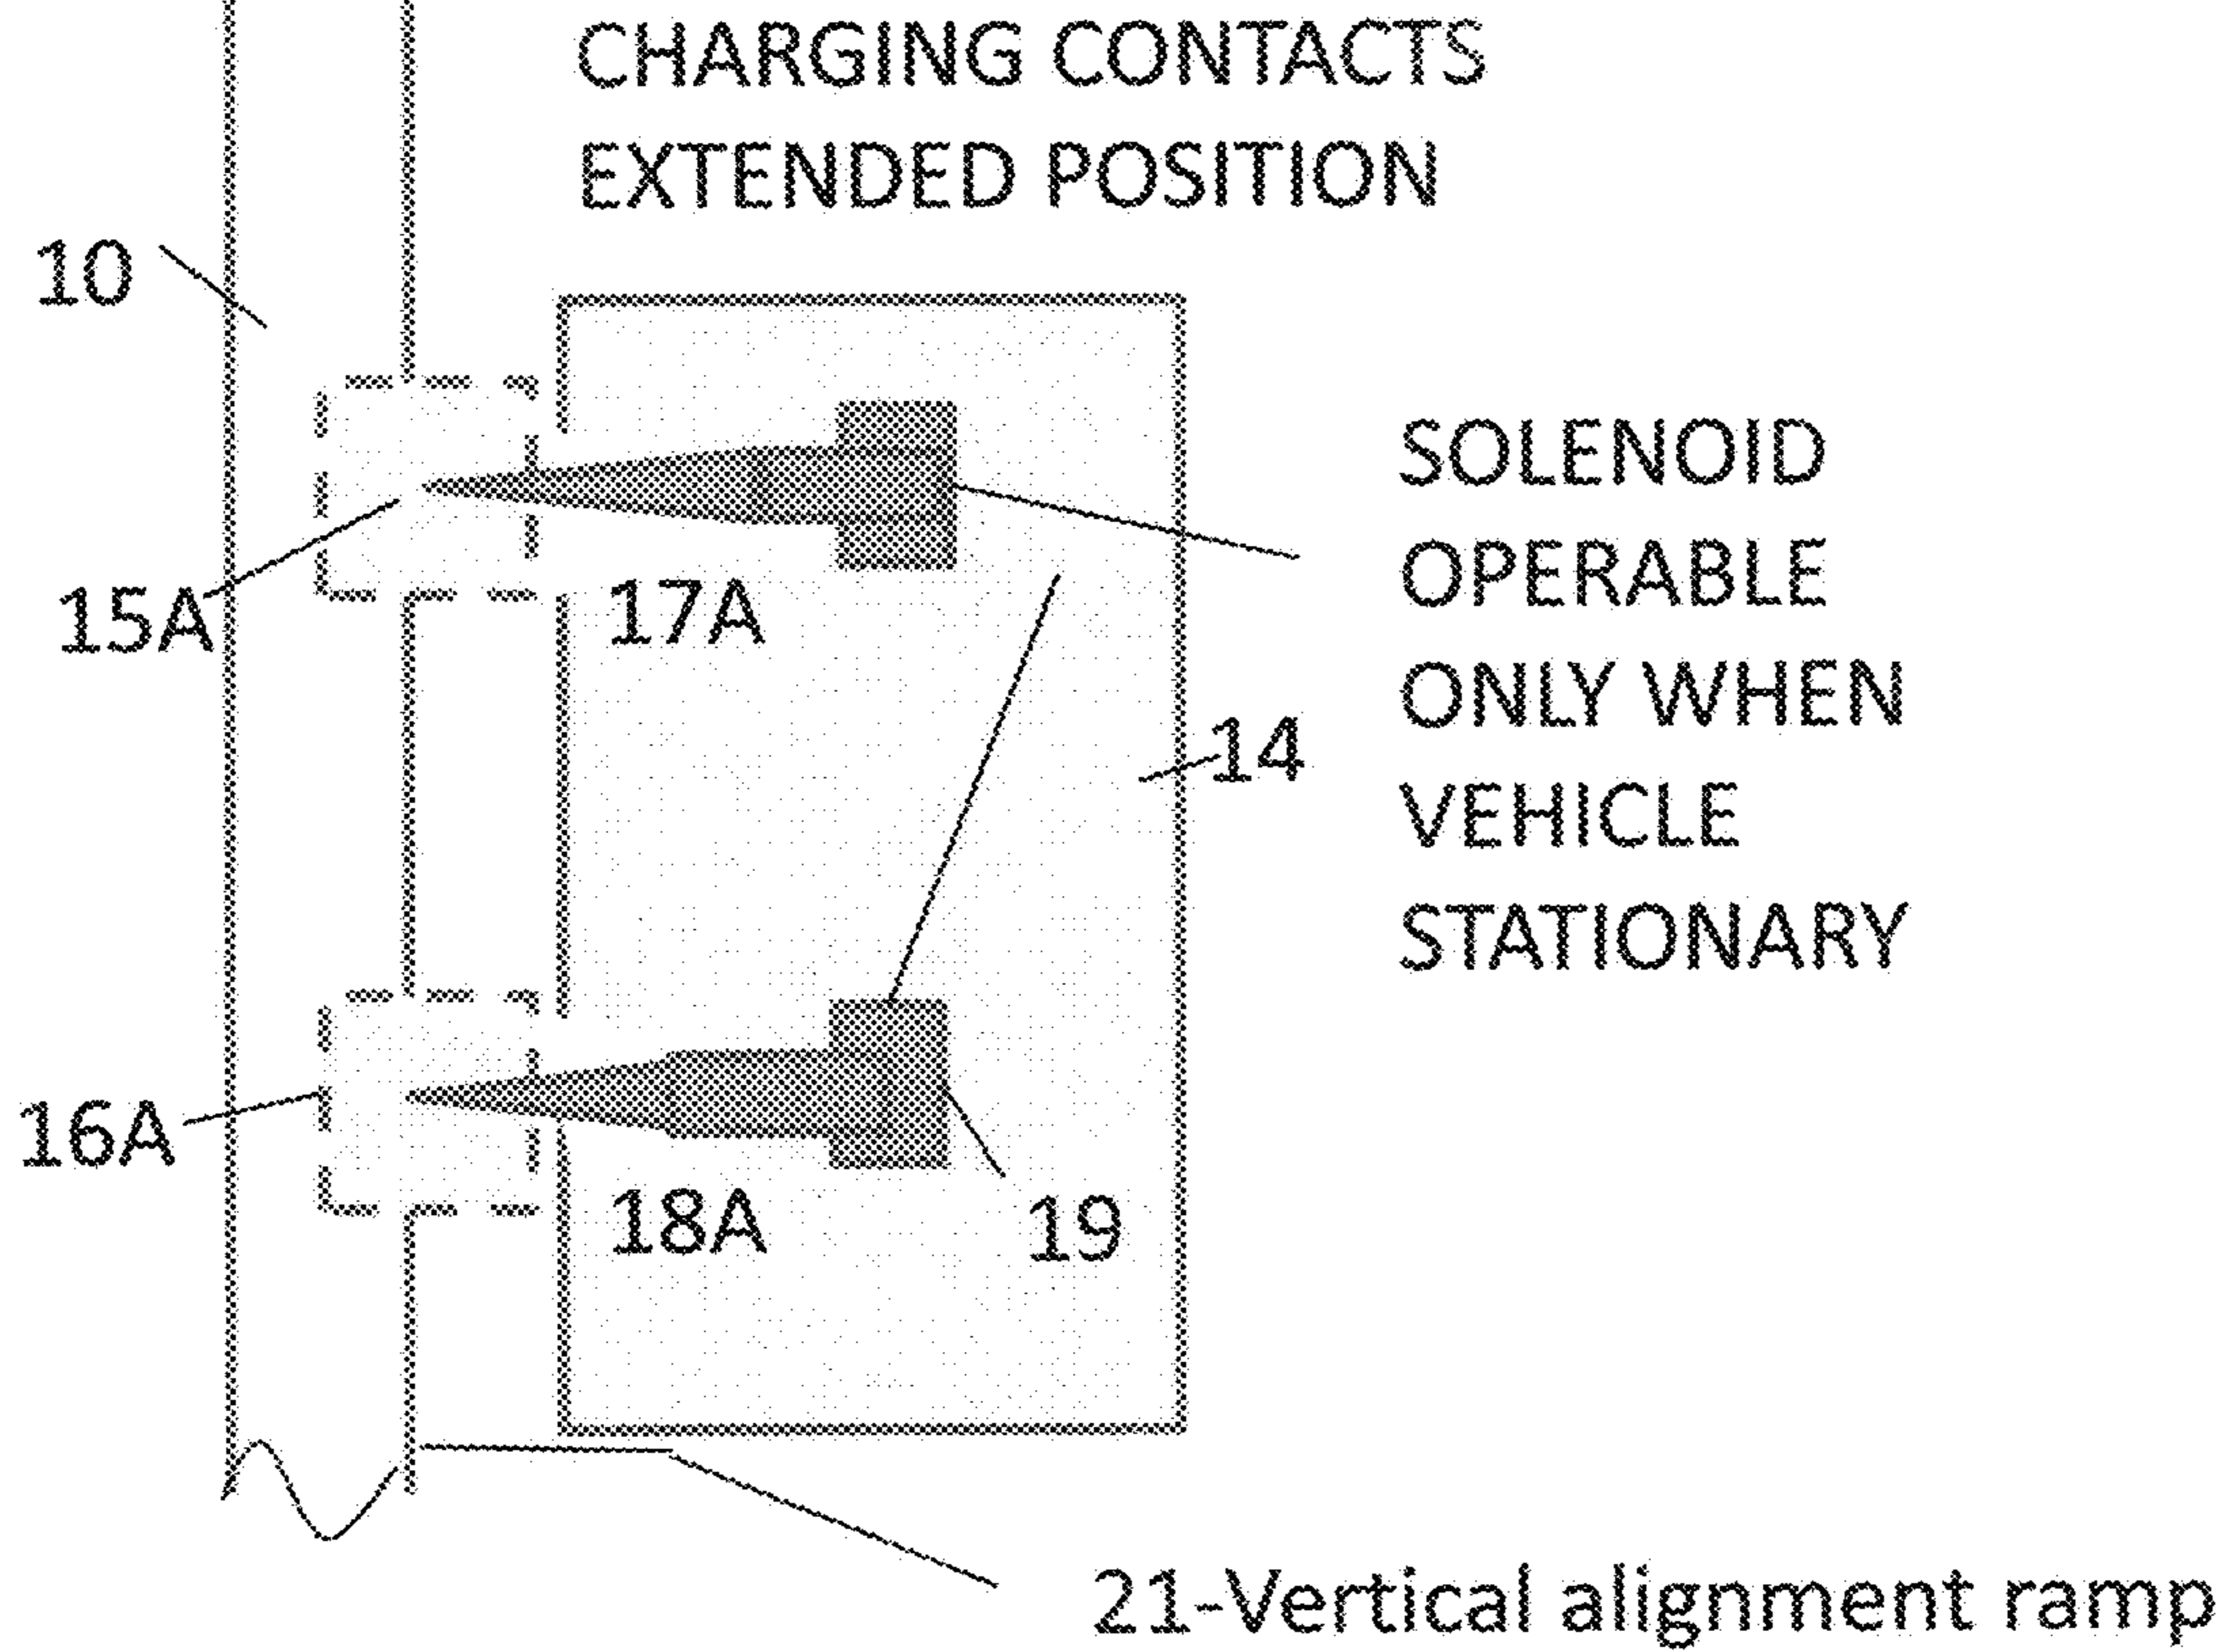 CHARGING CONTACTS
EXTENDED POSITION
10
SOLENOID
OPERABLE
ONLY WHEN
VEHICLE
STATIONARY
15A
17A
14
16A
18A
19
21-Vertical alignment ramp